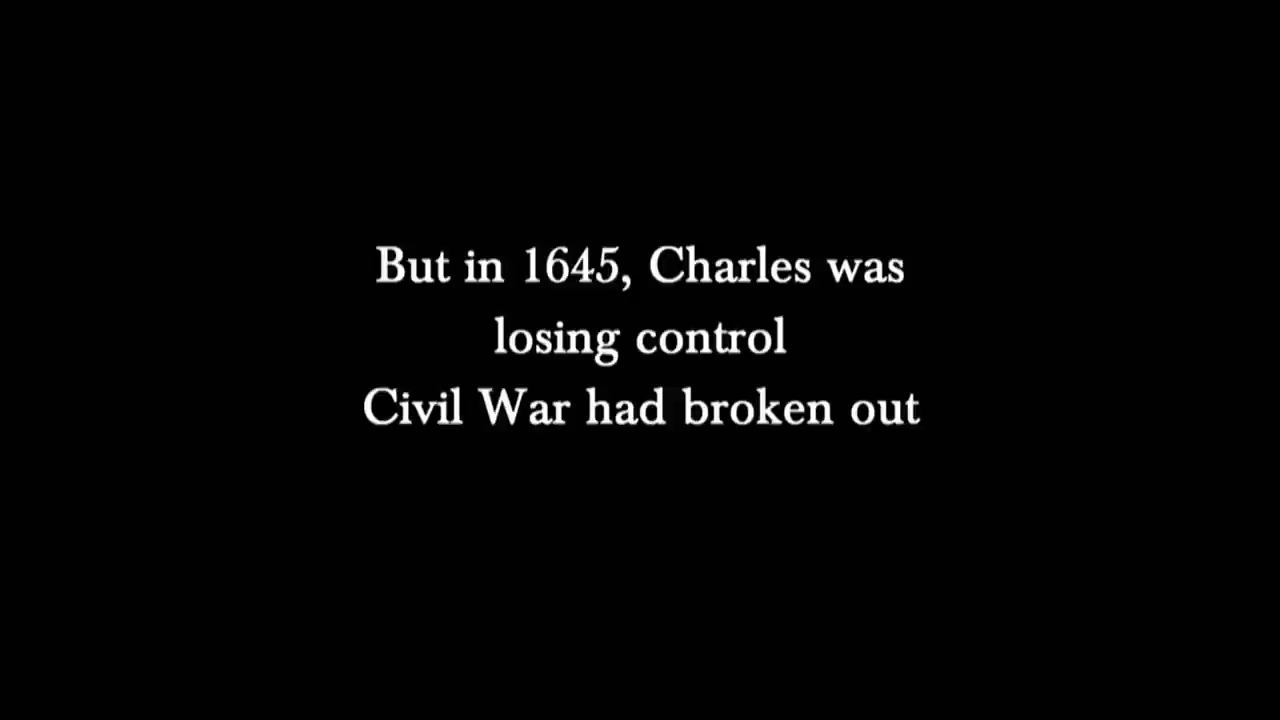 But in 1645, Charles was
losing control
Civil War had broken out